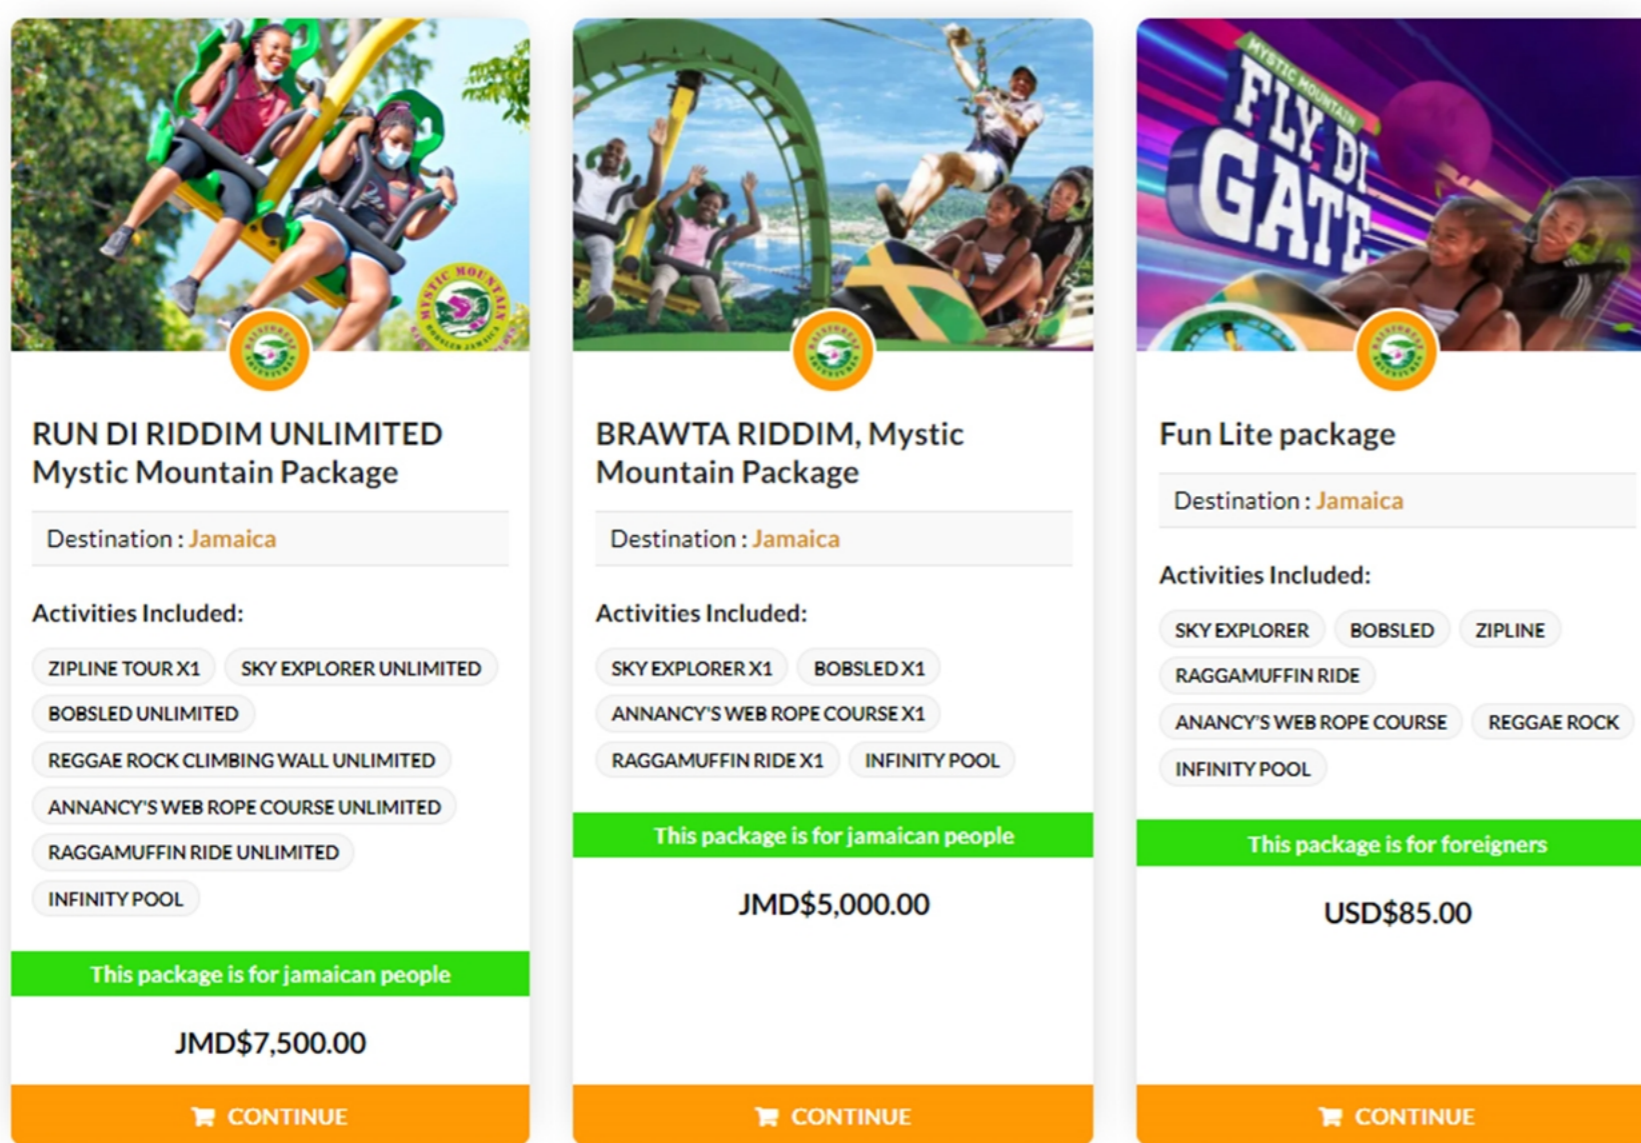 MYSTIC MOUNTAIN
RUN DI RIDDIM UNLIMITED
Mystic Mountain Package
Destination : Jamaica
Activities Included:
ZIPLINE TOUR X1 SKY EXPLORER UNLIMITED
BOBSLED UNLIMITED
REGGAE ROCK CLIMBING WALL UNLIMITED
ANNANCY'S WEB ROPE COURSE UNLIMITED
RAGGAMUFFIN RIDE UNLIMITED
INFINITY POOL
This package is for jamaican people
JMD$7,500.00
CONTINUE
BRAWTA RIDDIM, Mystic
Mountain Package
Destination : Jamaica
Activities Included:
SKY EXPLORER X1 BOBSLED X1
ANNANCY'S WEB ROPE COURSE X1
RAGGAMUFFIN RIDE X1 INFINITY POOL
This package is for jamaican people
JMD$5,000.00
CONTINUE
MYSTIC MOUNTAIN
FLY DI
GATE
Fun Lite package
Destination : Jamaica
Activities Included:
SKY EXPLORER BOBSLED ZIPLINE
RAGGAMUFFIN RIDE
ANANCY'S WEB ROPE COURSE REGGAE ROCK
INFINITY POOL
This package is for foreigners
USD$85.00
CONTINUE